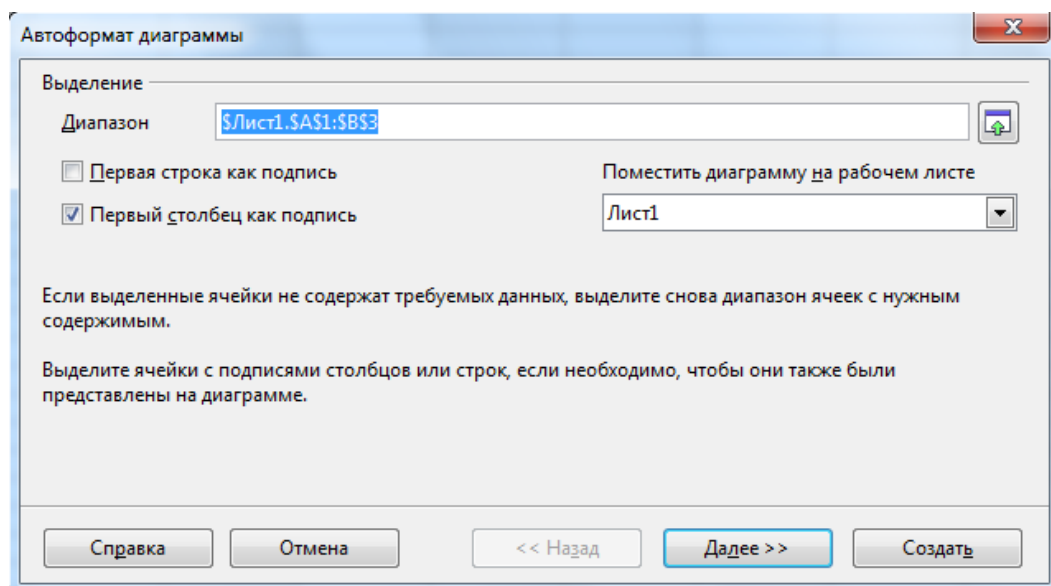 Автоформат диаграммы
x
Выделение
Диапазон
$Лист1.$A$1:$B$3
Первая строка как подпись
Поместить диаграмму на рабочем листе
Первый столбец как подпись
Лист1
Если выделенные ячейки не содержат требуемых данных, выделите снова диапазон ячеек с нужным
содержимым.
Выделите ячейки с подписями столбцов или строк, если необходимо, чтобы они также были
представлены на диаграмме.
Справка
Отмена
<< Назад
Далее >>
Создать